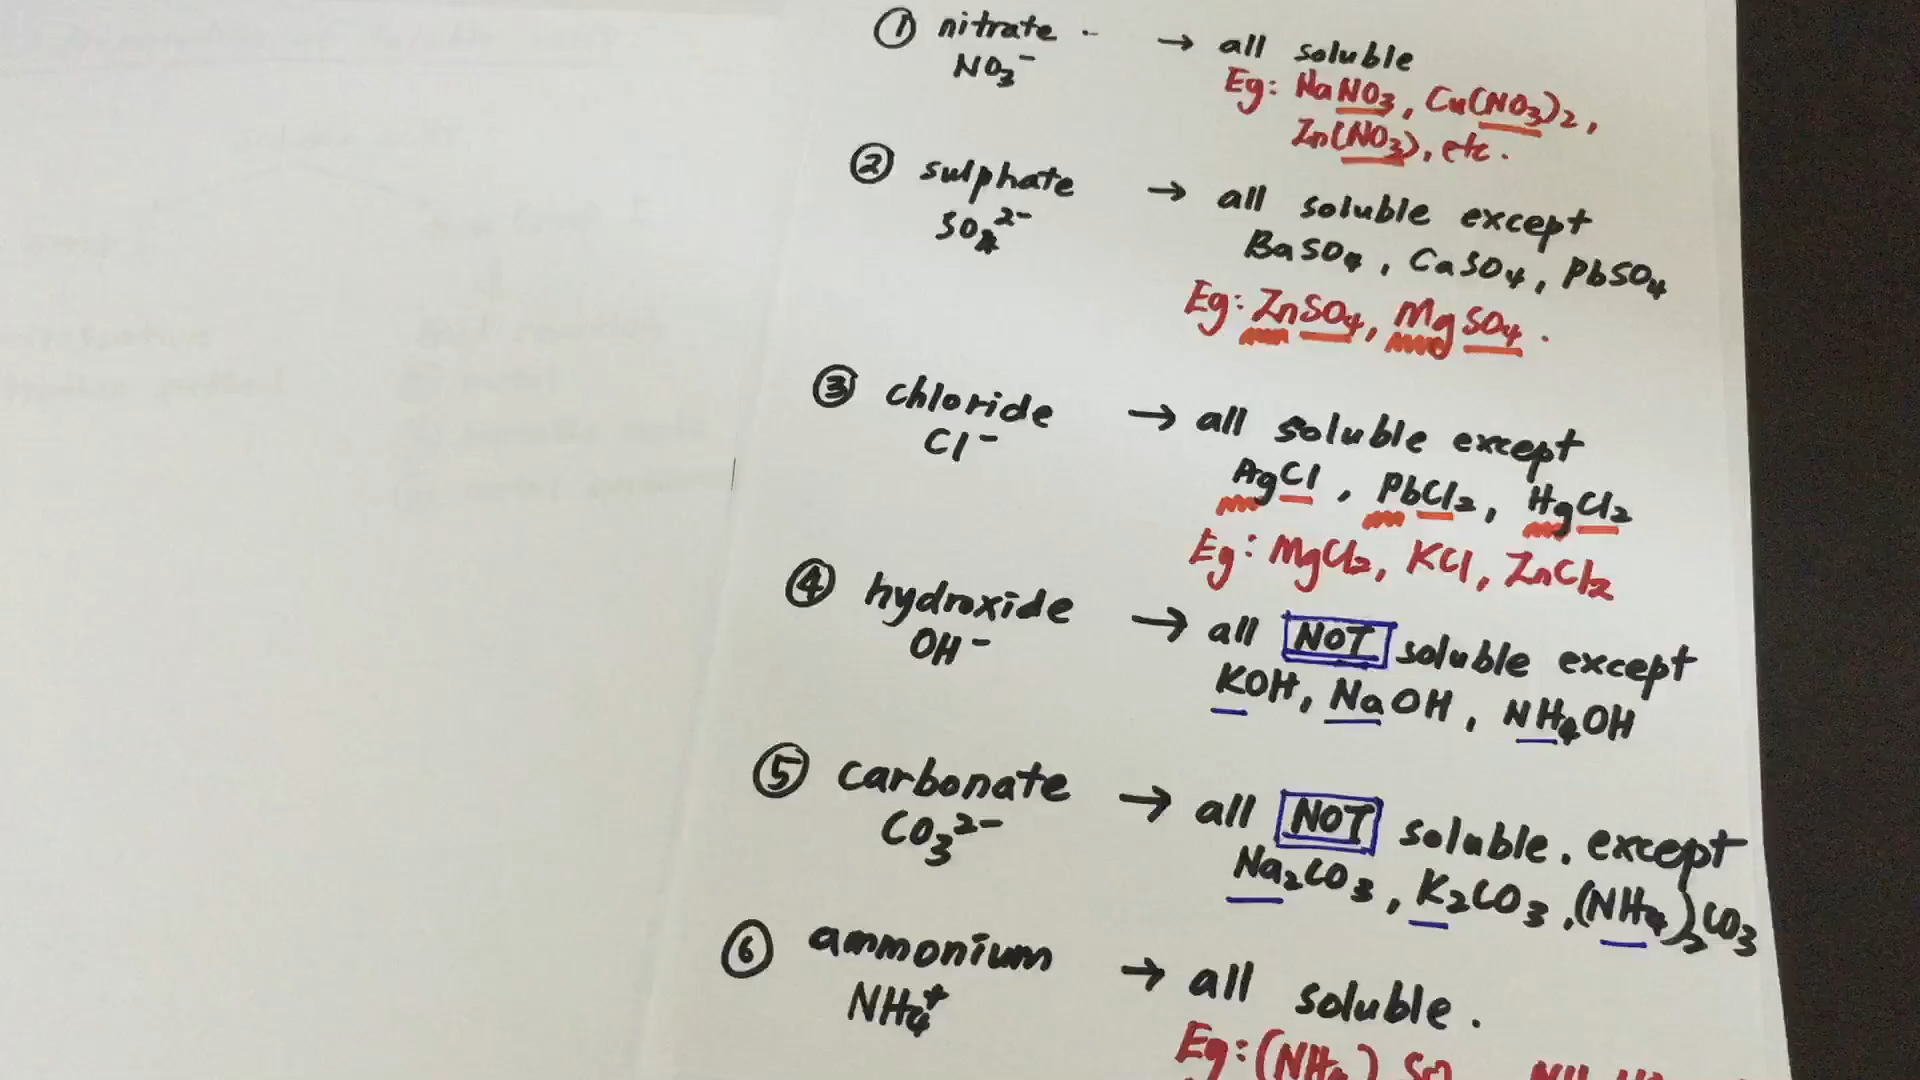 ① nitrate → all soluble
NO₃⁻
Eg: NaNO₃, Cu(NO₃)₂,
Zn(NO₃), etc.
② sulphate → all soluble except
SO₄²⁻
BaSO₄, CaSO₄, PbSO₄
Eg: ZnSO₄, MgSO₄.
③ chloride → all soluble except
Cl⁻
AgCl, PbCl₂, HgCl₂
Eg: MgCl₂, KCl, ZnCl₂
④ hydroxide → all NOT soluble except
OH⁻
KOH, NaOH, NH₄OH
⑤ carbonate → all NOT soluble. except
CO₃²⁻
Na₂CO₃, K₂CO₃, (NH₄)₂CO₃
⑥ ammonium → all soluble.
NH₄⁺
Eg: (NH₄)